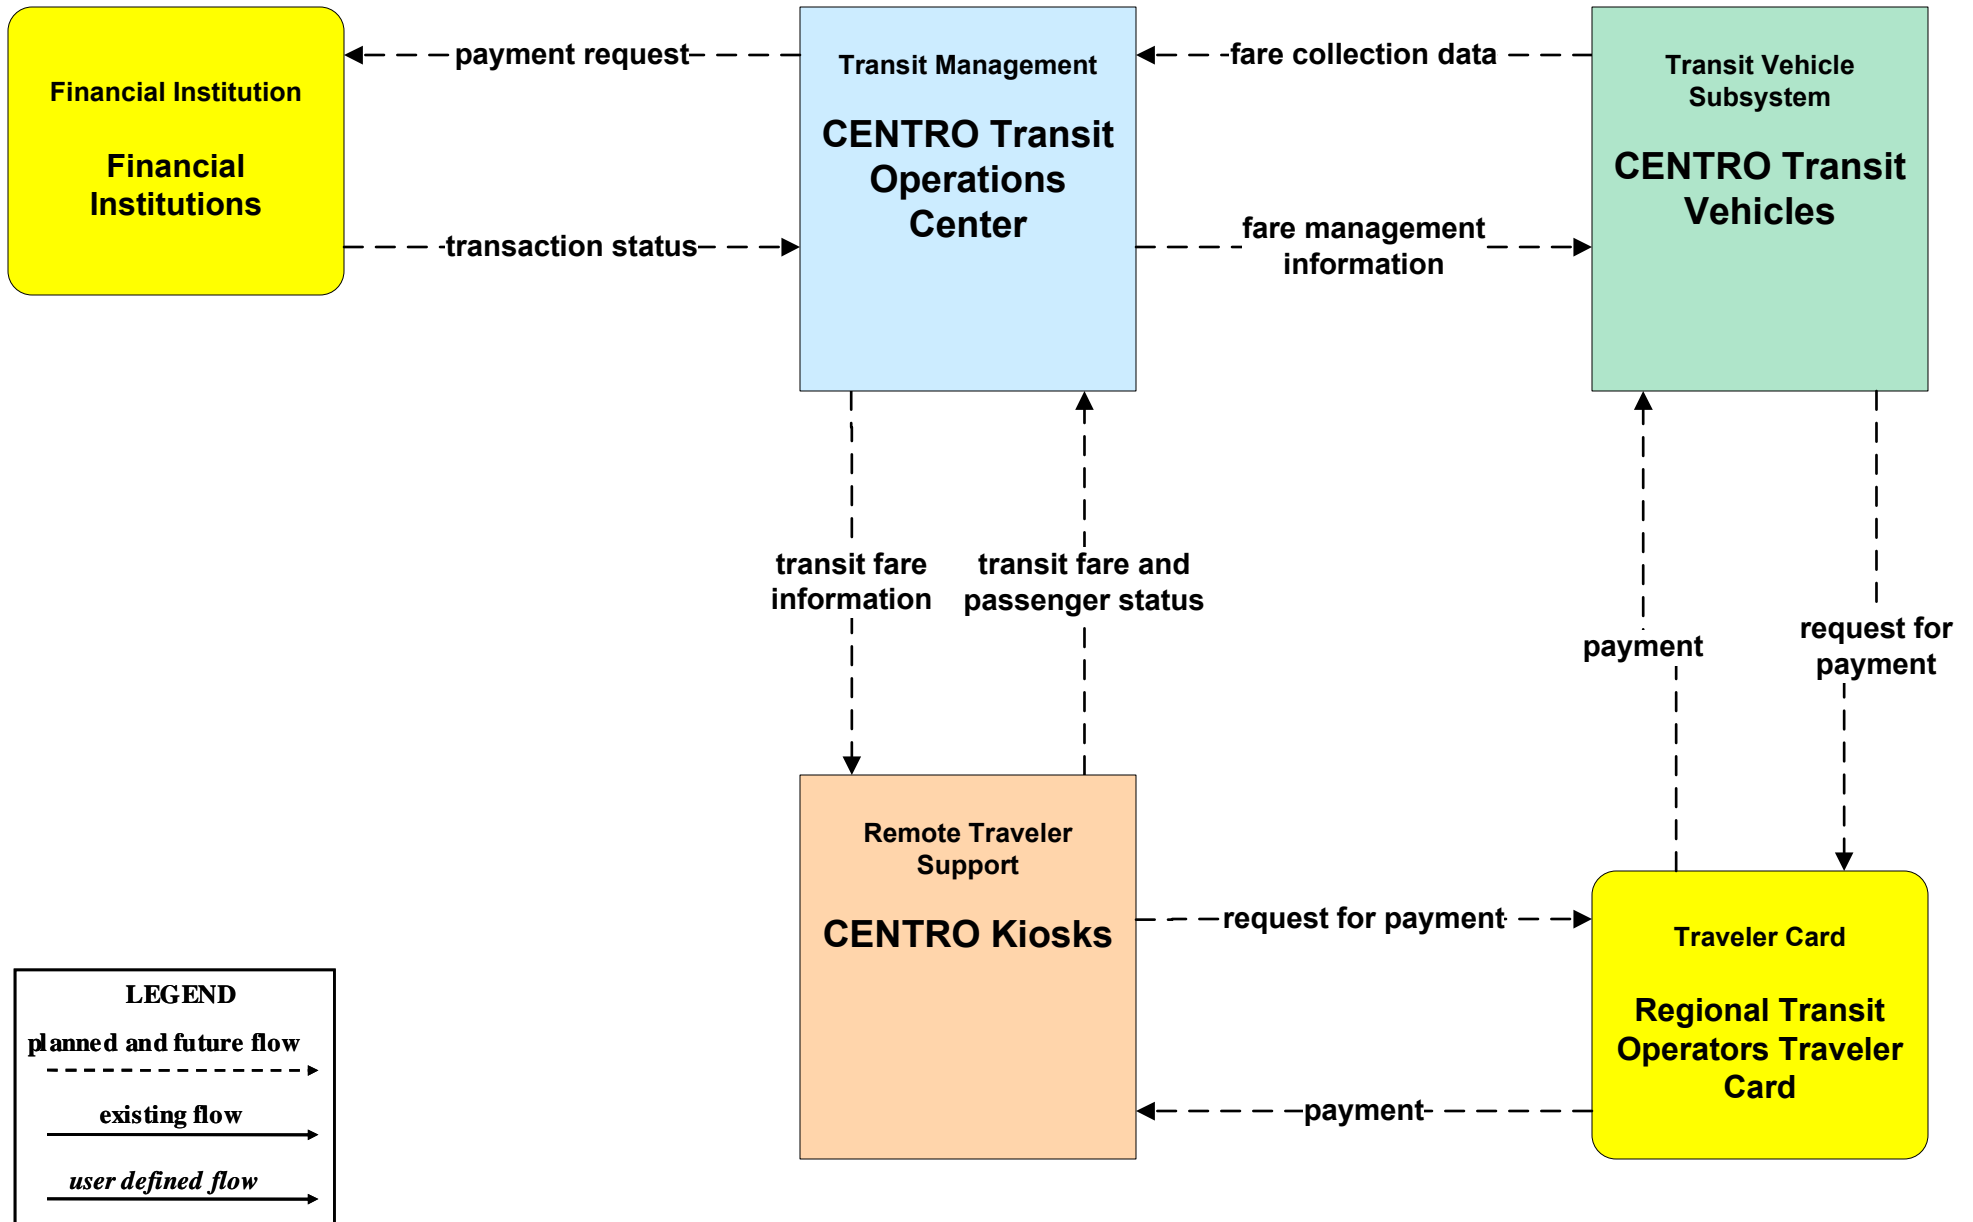 Financial Institution
Financial
Institutions
payment request
transaction status
Transit Management
CENTRO Transit
Operations
Center
fare collection data
fare management
information
Transit Vehicle
Subsystem
CENTRO Transit
Vehicles
transit fare
information
transit fare and
passenger status
payment
request for
payment
Remote Traveler
Support
CENTRO Kiosks
request for payment
payment
Traveler Card
Regional Transit
Operators Traveler
Card
LEGEND
planned and future flow
existing flow
user defined flow